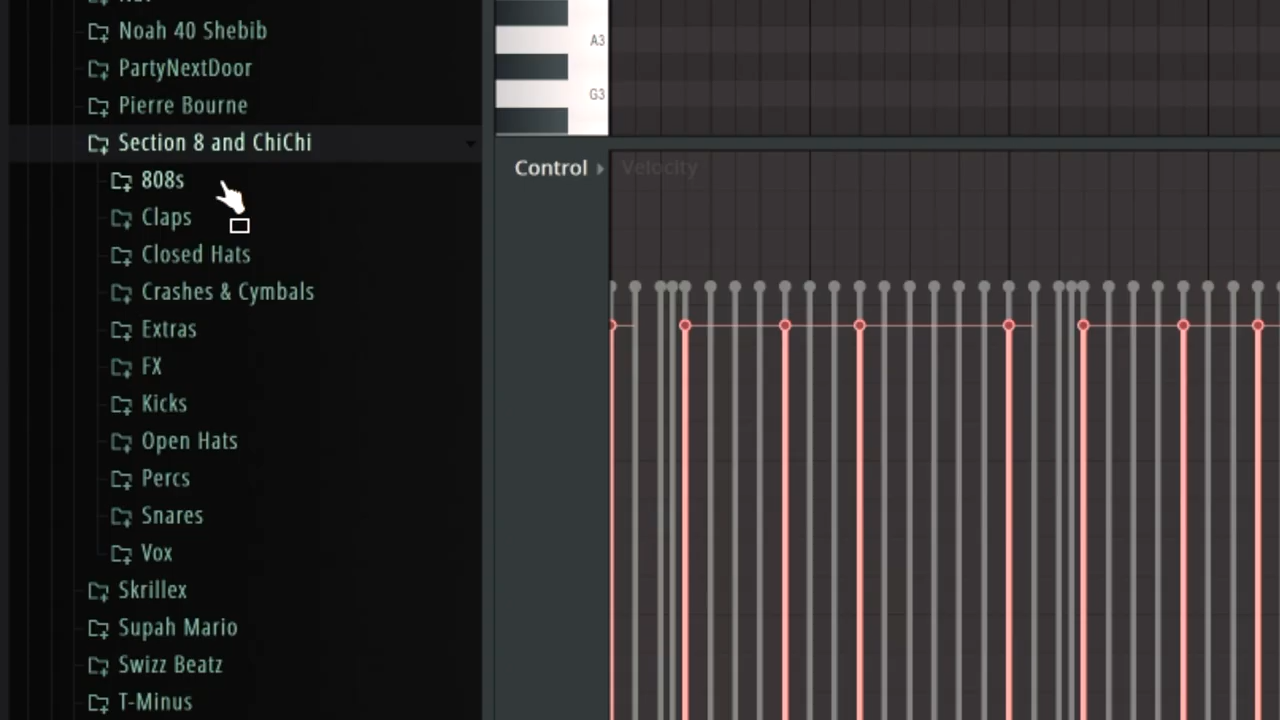 Noah 40 Shebib
PartyNextDoor
Pierre Bourne
Section 8 and ChiChi
808s
Claps
Closed Hats
Crashes & Cymbals
Extras
FX
Kicks
Open Hats
Percs
Snares
Vox
Skrillex
Supah Mario
Swizz Beatz
T-Minus
A3
G3
Control
Velocity